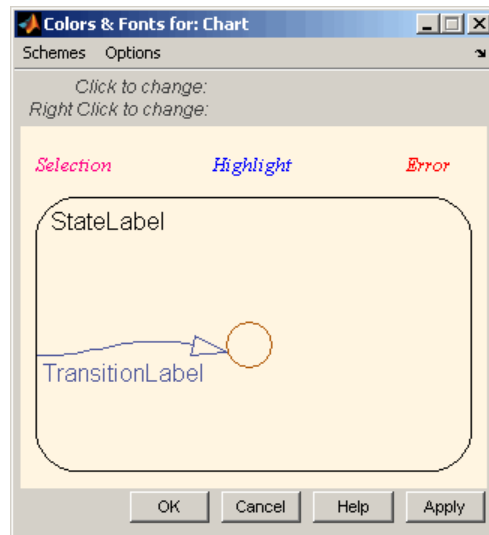 Colors & Fonts for: Chart
Schemes Options
Click to change:
Right Click to change:
Selection Highlight Error
StateLabel
TransitionLabel
OK Cancel Help Apply